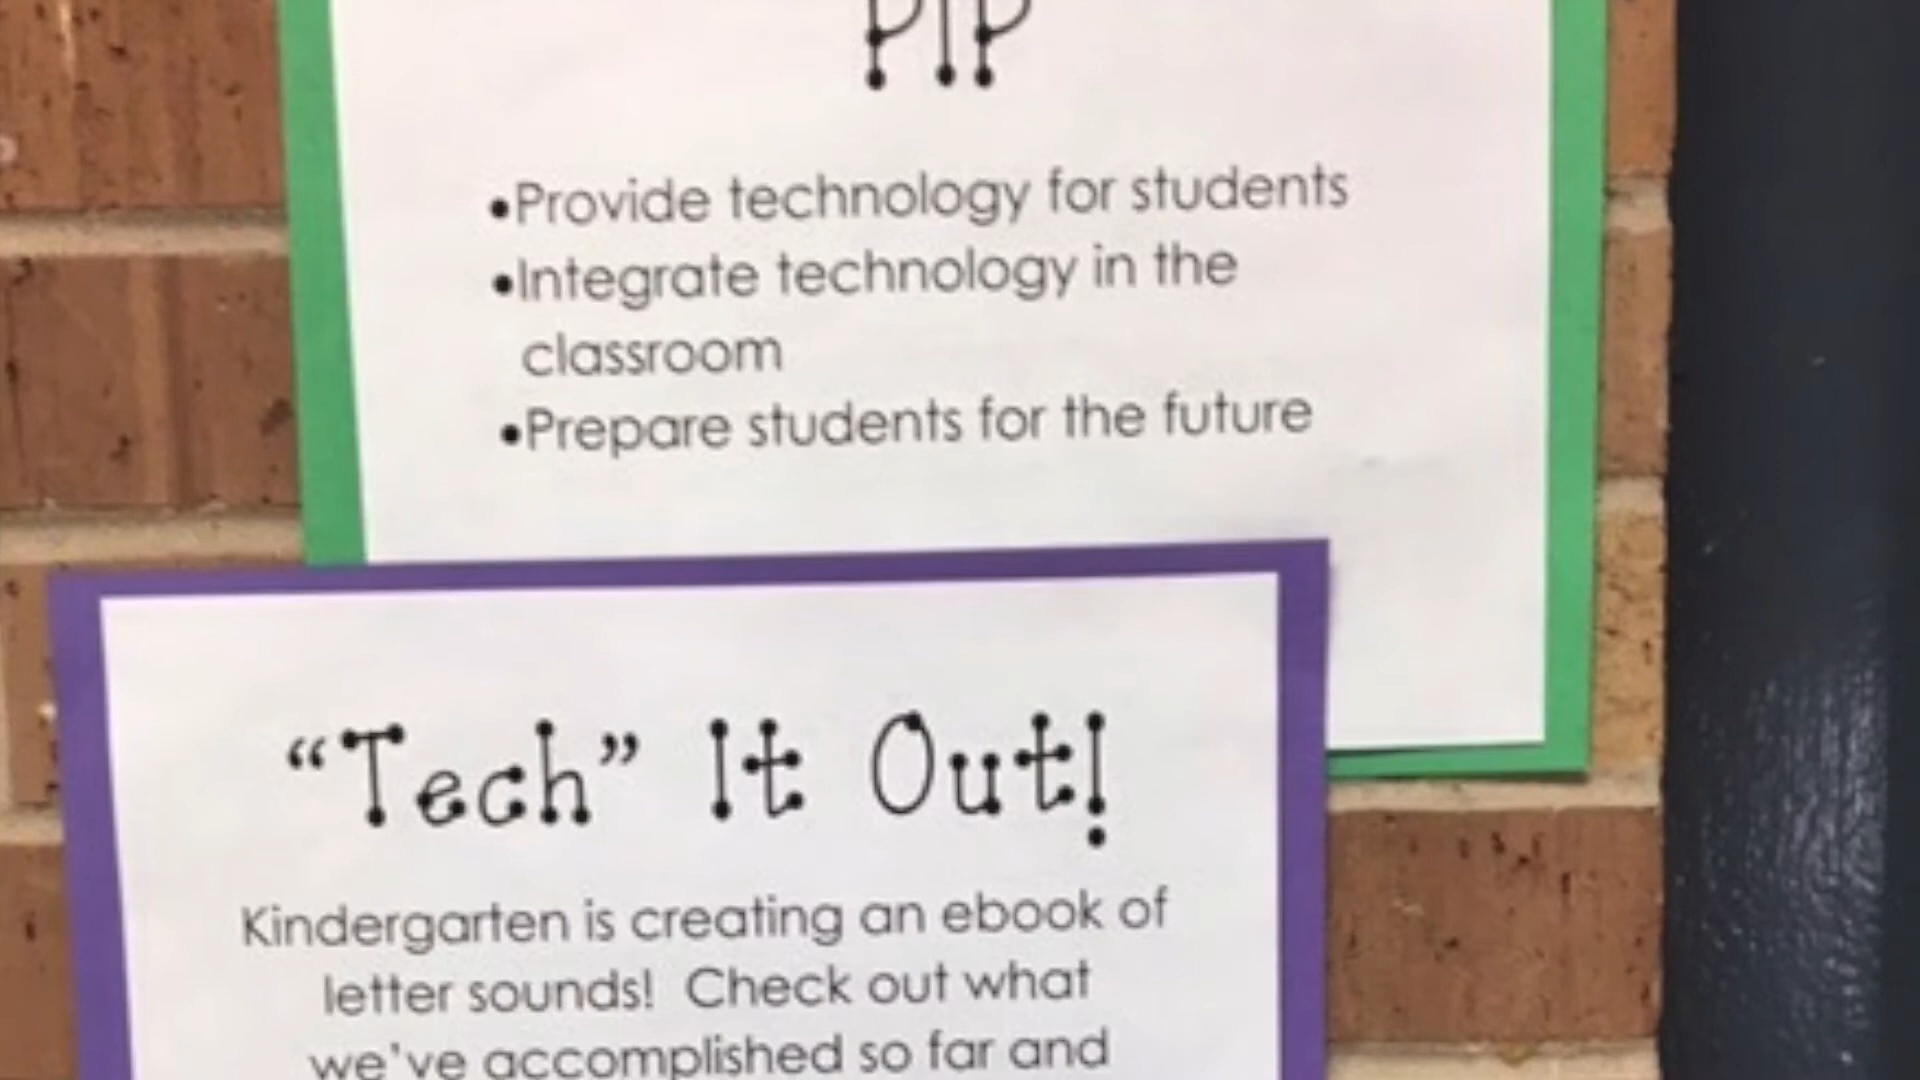 PIP
•Provide technology for students
•Integrate technology in the
classroom
•Prepare students for the future
“Tech” It Out!
Kindergarten is creating an ebook of
letter sounds!  Check out what
we've accomplished so far and